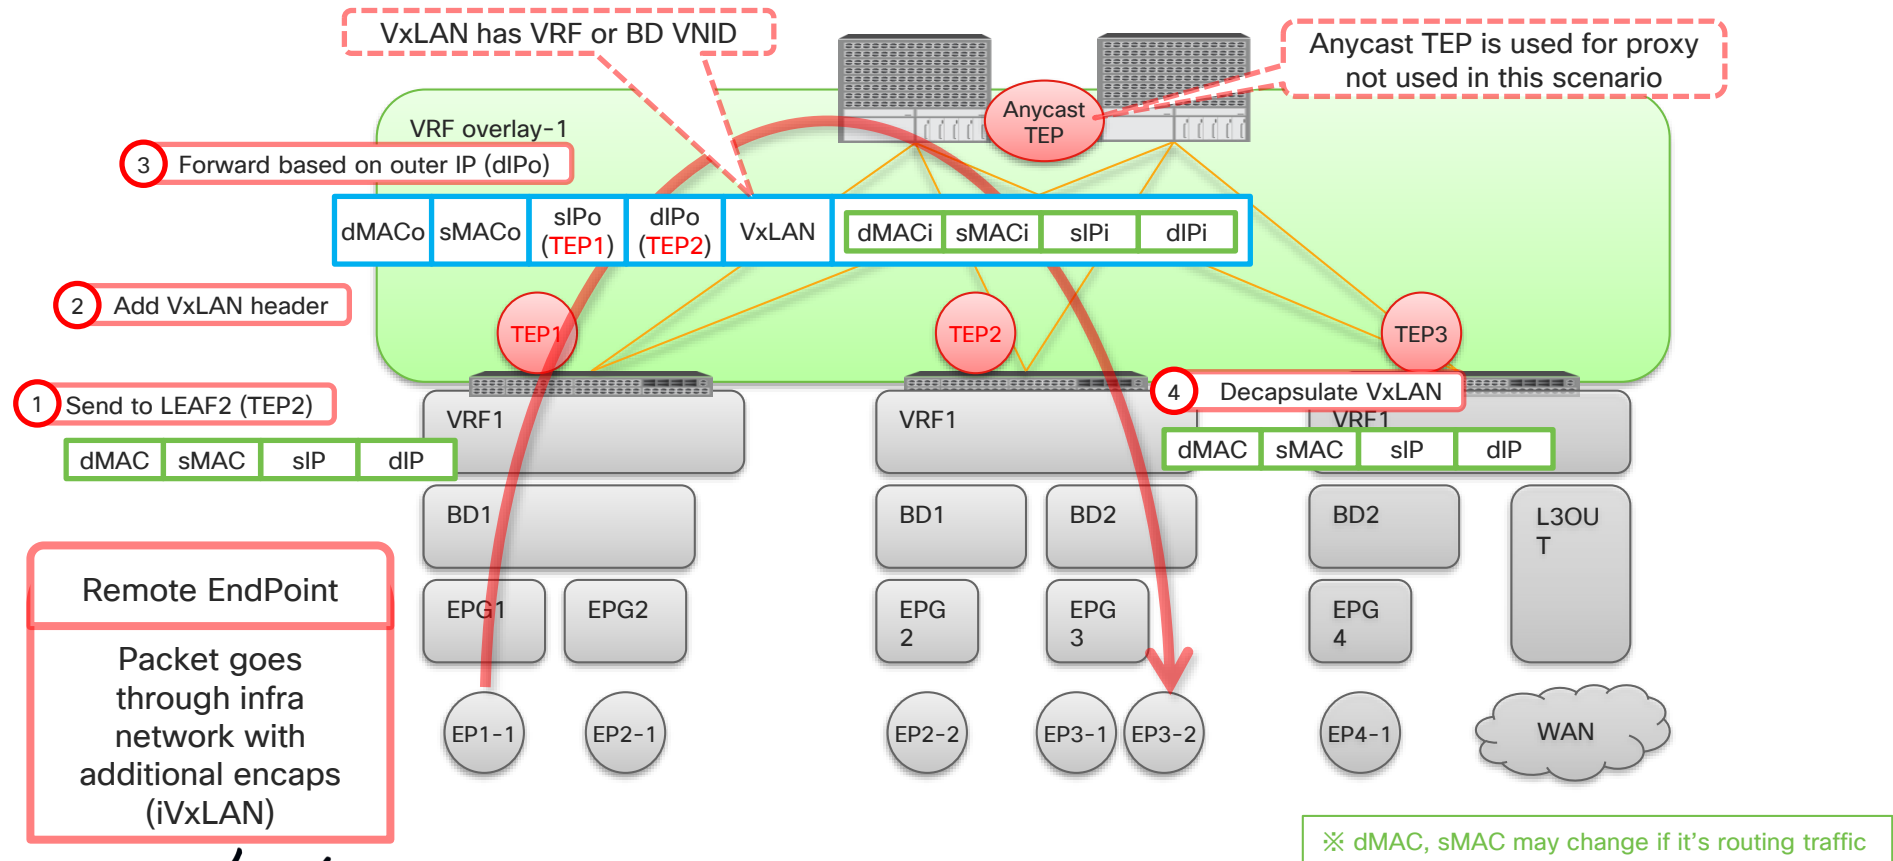 VxLAN has VRF or BD VNID
Anycast TEP is used for proxy
not used in this scenario
Anycast
TEP
VRF overlay-1
3 Forward based on outer IP (dIPo)
dMACo sMACo sIPo (TEP1) dIPo (TEP2) VxLAN dMACi sMACi sIPi dIPi
2 Add VxLAN header
TEP1
TEP2
TEP3
1 Send to LEAF2 (TEP2)
4 Decapsulate VxLAN
VRF1
VRF1
VRF1
dMAC sMAC sIP dIP
dMAC sMAC sIP dIP
BD1
BD1
BD2
BD2
L3OU
T
Remote EndPoint
Packet goes
through infra
network with
additional encaps
(iVxLAN)
EPG1
EPG2
EPG
2
EPG
3
EPG
4
EP1-1
EP2-1
EP2-2
EP3-1
EP3-2
EP4-1
WAN
※ dMAC, sMAC may change if it's routing traffic